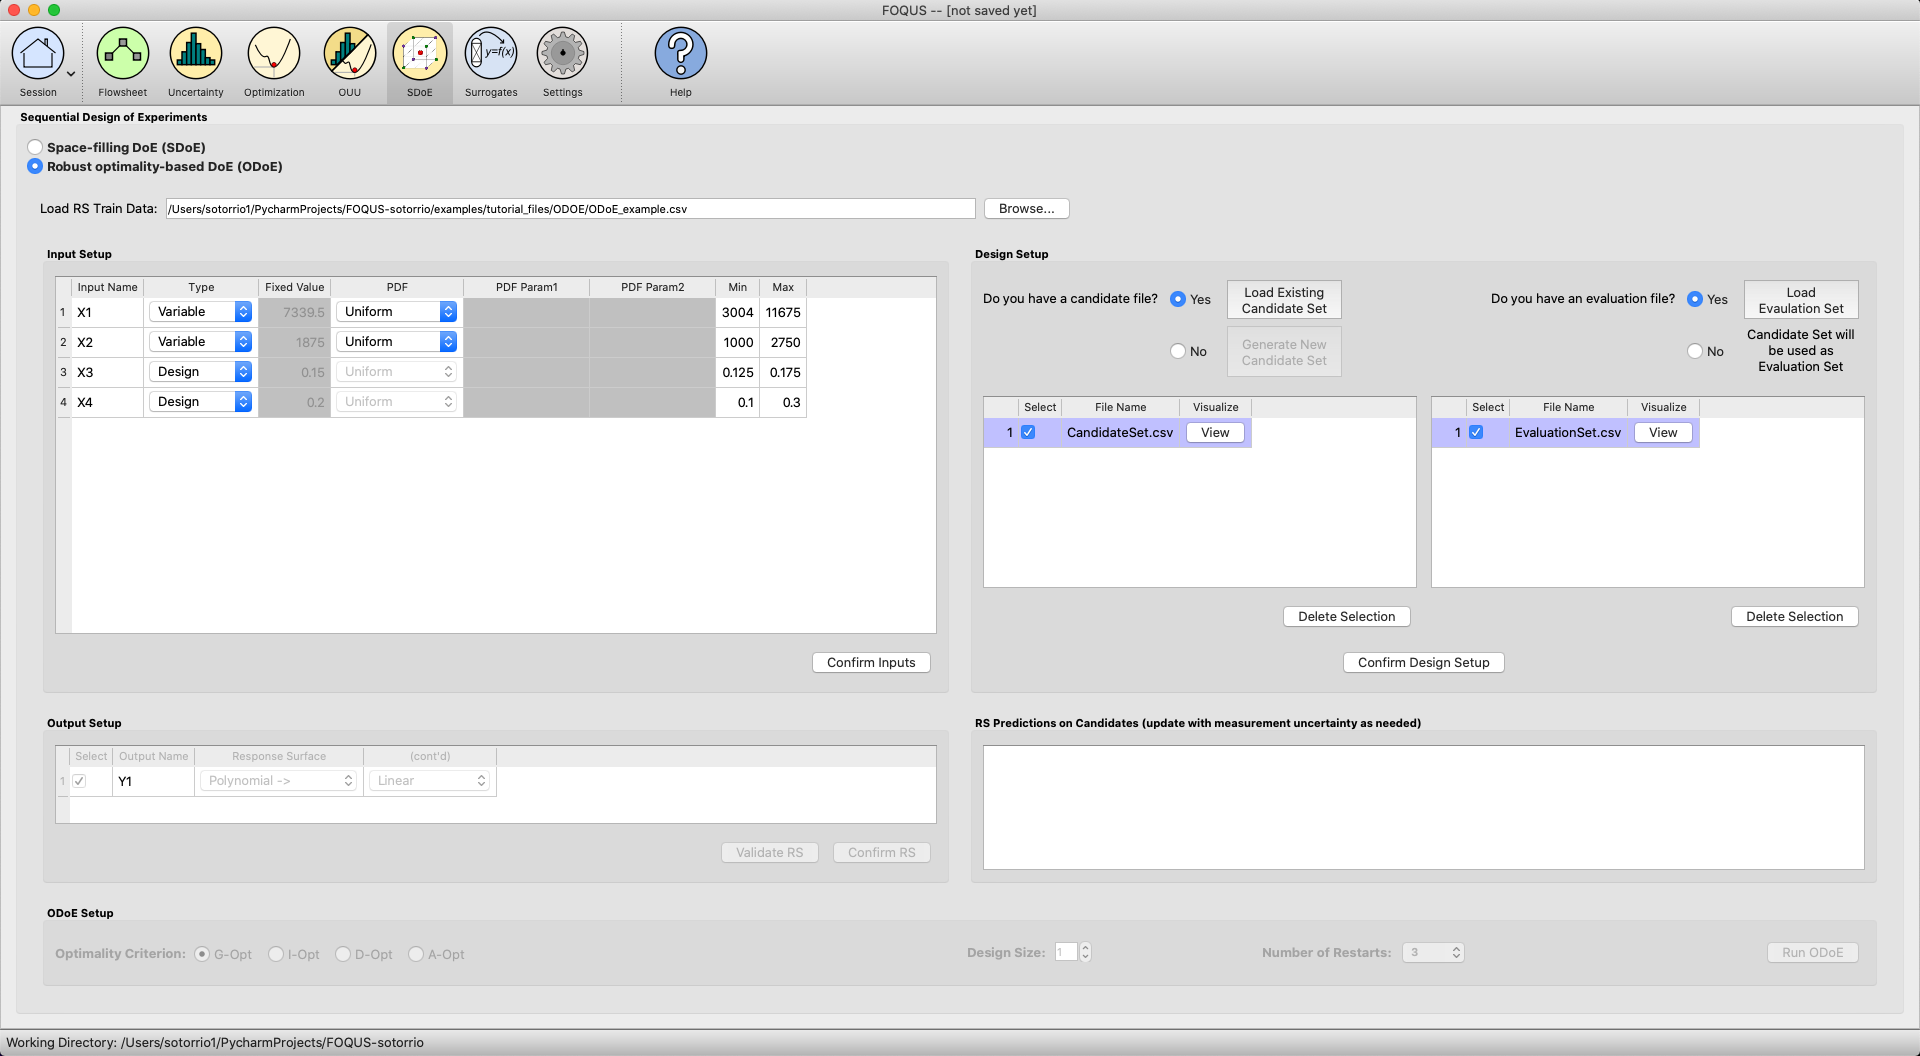 FOQUS -- [not saved yet]
Session
Flowsheet
Uncertainty
Optimization
OUU
SDoE
y=f(x)
Surrogates
Settings
Help
Sequential Design of Experiments
Space-filling DoE (SDoE)
Robust optimality-based DoE (ODoE)
Load RS Train Data: /Users/sotorrio1/PycharmProjects/FOQUS-sotorrio/examples/tutorial_files/ODOE/ODoE_example.csv Browse...
Input Setup
Input Name Type Fixed Value PDF PDF Param1 PDF Param2 Min Max
1 X1 Variable 7339.5 Uniform 3004 11675
2 X2 Variable 1875 Uniform 1000 2750
3 X3 Design 0.15 Uniform 0.125 0.175
4 X4 Design 0.2 Uniform 0.1 0.3
Confirm Inputs
Design Setup
Do you have a candidate file? Yes
Load Existing
Candidate Set
No
Generate New
Candidate Set
Do you have an evaluation file? Yes
Load
Evaulation Set
No
Candidate Set will
be used as
Evaluation Set
Select File Name Visualize
1 CandidateSet.csv View
Delete Selection
Select File Name Visualize
1 EvaluationSet.csv View
Delete Selection
Confirm Design Setup
Output Setup
Select Output Name Response Surface (cont'd)
1 Y1 Polynomial -> Linear
Validate RS Confirm RS
RS Predictions on Candidates (update with measurement uncertainty as needed)
ODoE Setup
Optimality Criterion: G-Opt I-Opt D-Opt A-Opt Design Size: 1 Number of Restarts: 3 Run ODoE
Working Directory: /Users/sotorrio1/PycharmProjects/FOQUS-sotorrio